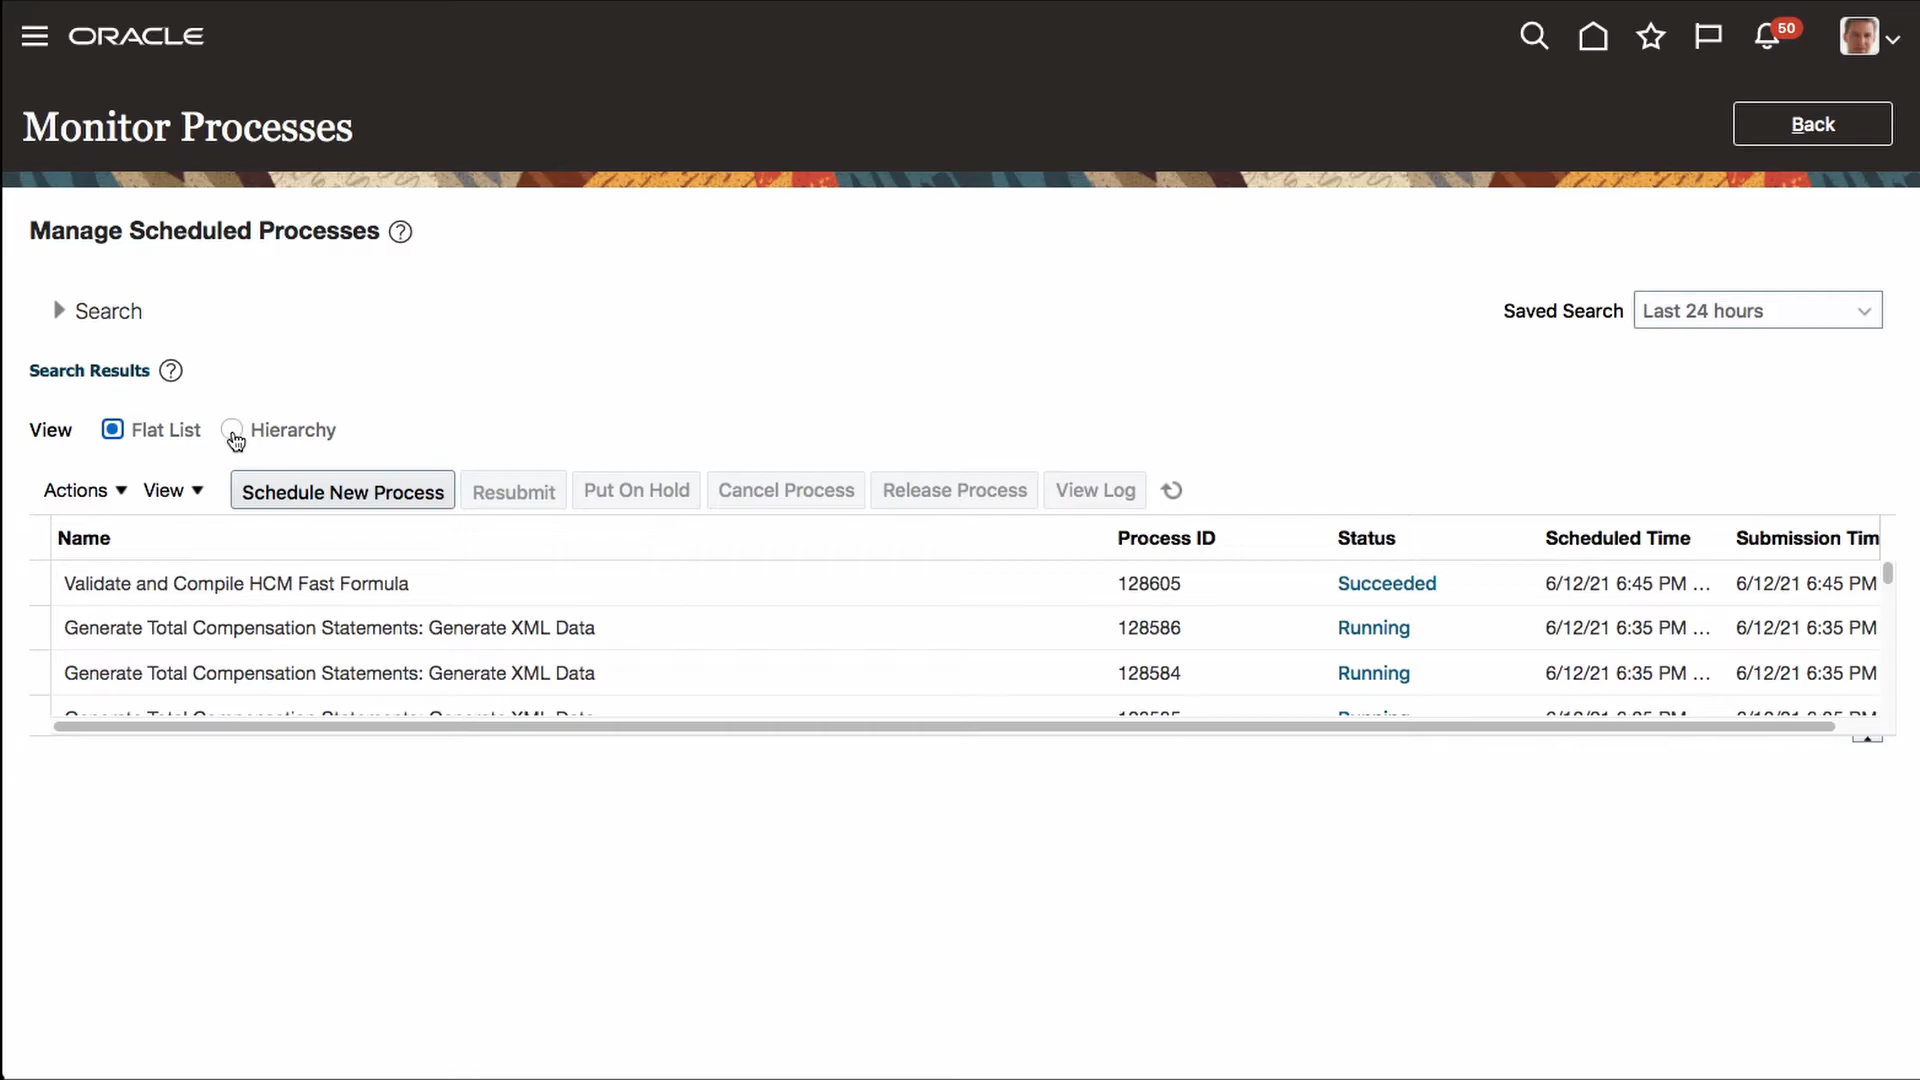 ORACLE
50
Monitor Processes
Back
Manage Scheduled Processes ?
Search
Saved Search Last 24 hours
Search Results ?
View Flat List Hierarchy
Actions View Schedule New Process Resubmit Put On Hold Cancel Process Release Process View Log
Name Process ID Status Scheduled Time Submission Tim
Validate and Compile HCM Fast Formula 128605 Succeeded 6/12/21 6:45 PM ... 6/12/21 6:45 PM
Generate Total Compensation Statements: Generate XML Data 128586 Running 6/12/21 6:35 PM ... 6/12/21 6:35 PM
Generate Total Compensation Statements: Generate XML Data 128584 Running 6/12/21 6:35 PM ... 6/12/21 6:35 PM